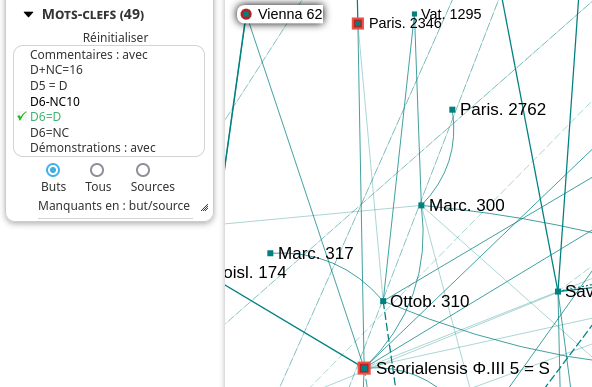 MOTS-CLEFS (49)
Réinitialiser
Commentaires : avec
D+NC=16
D5 = D
D6-NC10
D6=D
D6=NC
Démonstrations : avec
Buts
Tous
Sources
Manquants en : but/source
Vienna 62
Vat. 1295
Paris. 2346
Paris. 2762
Marc. 300
Marc. 317
oisl. 174
Sav
Ottob. 310
Scorialensis Φ.III 5 = S